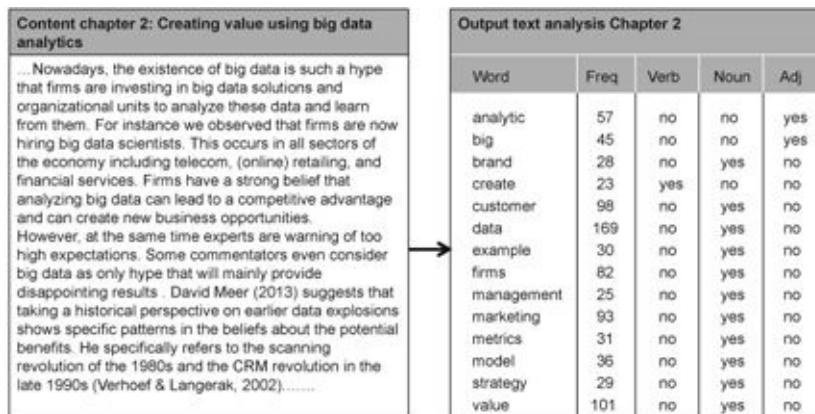 Content chapter 2: Creating value using big data
analytics
…Nowadays, the existence of big data is such a hype
that firms are investing in big data solutions and
organizational units to analyze these data and learn
from them. For instance we observed that firms are now
hiring big data scientists. This occurs in all sectors of
the economy including telecom, (online) retailing, and
financial services. Firms have a strong belief that
analyzing big data can lead to a competitive advantage
and can create new business opportunities.
However, at the same time experts are warning of too
high expectations. Some commentators even consider
big data as only hype that will mainly provide
disappointing results . David Meer (2013) suggests that
taking a historical perspective on earlier data explosions
shows specific patterns in the beliefs about the potential
benefits. He specifically refers to the scanning
revolution of the 1980s and the CRM revolution in the
late 1990s (Verhoef & Langerak, 2002).......
Output text analysis Chapter 2
Word Freq Verb Noun Adj
analytic 57 no no yes
big 45 no no yes
brand 28 no yes no
create 23 yes no no
customer 98 no yes no
data 169 no yes no
example 30 no yes no
firms 82 no yes no
management 25 no yes no
marketing 93 no yes no
metrics 31 no yes no
model 36 no yes no
strategy 29 no yes no
value 101 no yes no